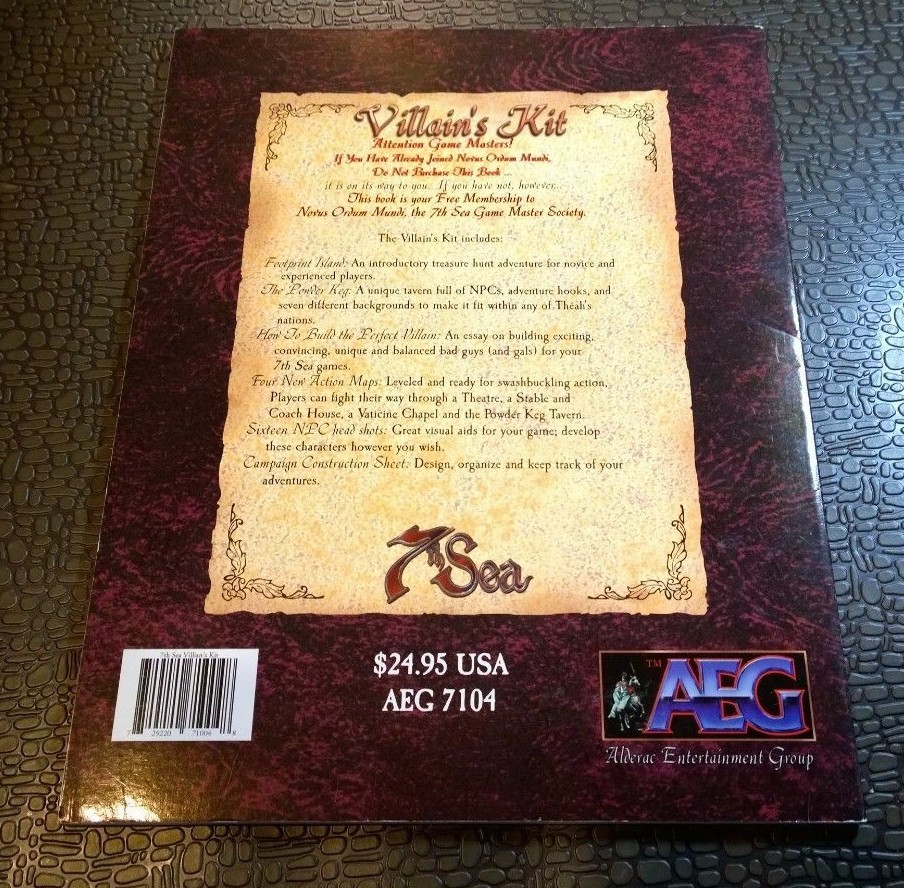 Villain's Kit
Attention Game Masters!
If You Have Already Joined Novus Ordum Mundi,
Do Not Purchase This Book ...
it is on its way to you. If you have not, however...
This book is your Free Membership to
Novus Ordum Mundi, the 7th Sea Game Master Society.
The Villain's Kit includes:
Footprint Island: An introductory treasure hunt adventure for novice and
experienced players.
The Powder Keg: A unique tavern full of NPCs, adventure hooks, and
seven different backgrounds to make it fit within any of Théah's
nations.
How To Build the Perfect Villain: An essay on building exciting,
convincing, unique and balanced bad guys (and gals) for your
7th Sea games.
Four New Action Maps: Leveled and ready for swashbuckling action,
Players can fight their way through a Theatre, a Stable and
Coach House, a Vaticine Chapel and the Powder Keg Tavern.
Sixteen NPC head shots: Great visual aids for your game; develop
these characters however you wish.
Campaign Construction Sheet: Design, organize and keep track of your
adventures.
7th Sea
7th Sea Villain's Kit
7 29220 71004 8
$24.95 USA
AEG 7104
TM AEG
Alderac Entertainment Group